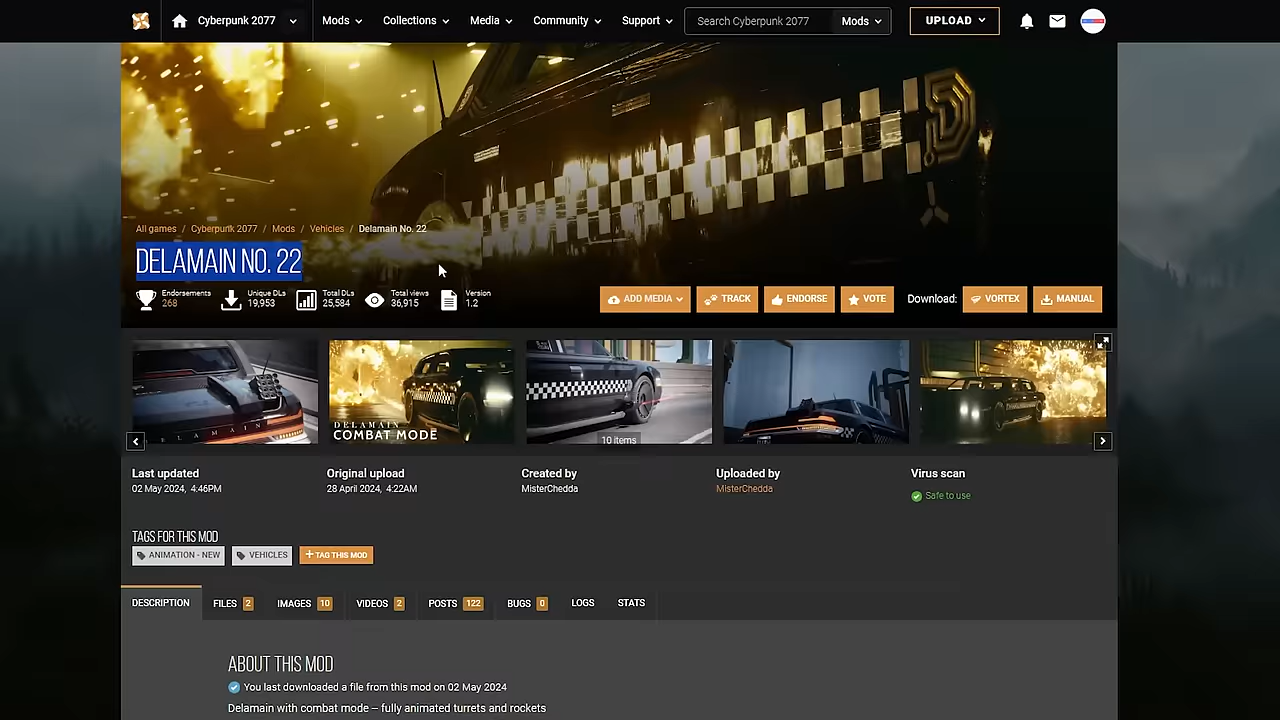 Cyberpunk 2077
Mods
Collections
Media
Community
Support
Search Cyberpunk 2077
Mods
UPLOAD
All games / Cyberpunk 2077 / Mods / Vehicles / Delamain No. 22
DELAMAIN NO. 22
Endorsements
268
Unique DLs
19,953
Total DLs
25,584
Total views
36,915
Version
1.2
ADD MEDIA
TRACK
ENDORSE
VOTE
Download:
VORTEX
MANUAL
DELAMAIN
DELAMAIN
COMBAT MODE
10 items
Last updated
02 May 2024, 4:46PM
Original upload
28 April 2024, 4:22AM
Created by
MisterChedda
Uploaded by
MisterChedda
Virus scan
Safe to use
TAGS FOR THIS MOD
ANIMATION - NEW
VEHICLES
+ TAG THIS MOD
DESCRIPTION
FILES 2
IMAGES 10
VIDEOS 2
POSTS 122
BUGS 0
LOGS
STATS
ABOUT THIS MOD
You last downloaded a file from this mod on 02 May 2024
Delamain with combat mode – fully animated turrets and rockets